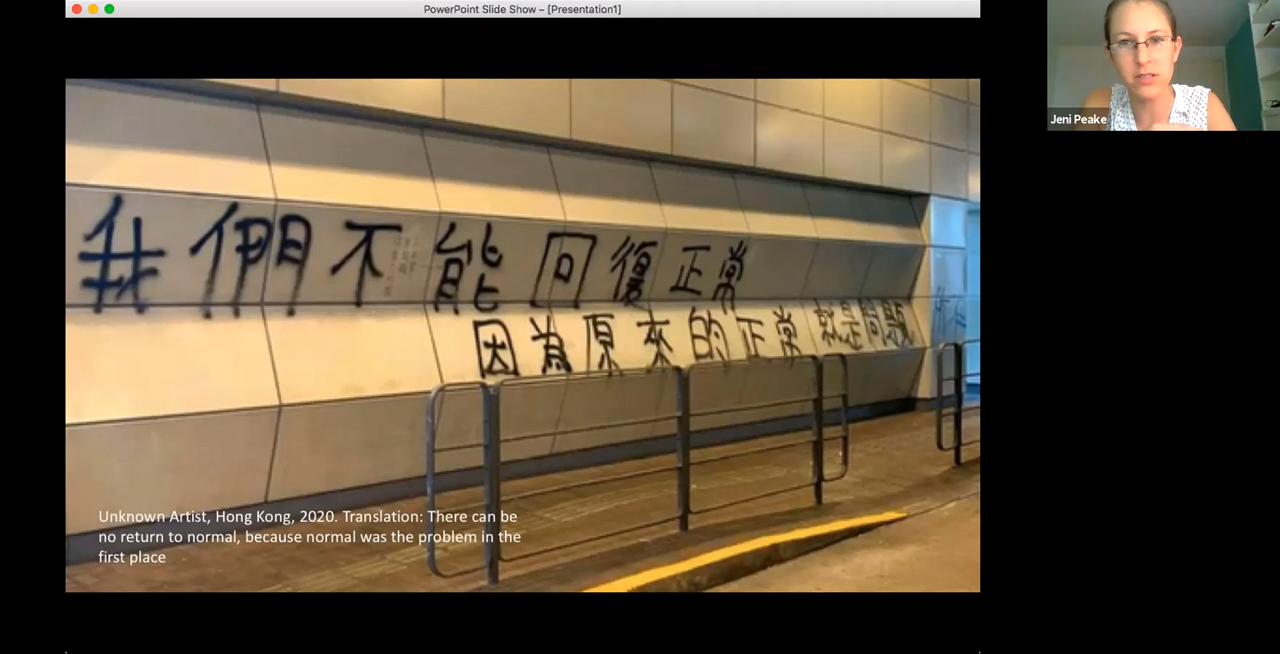 PowerPoint Slide Show – [Presentation1]
我們不能回復正常
因為原來的正常就是問題
Unknown Artist, Hong Kong, 2020. Translation: There can be
no return to normal, because normal was the problem in the
first place
Jeni Peake